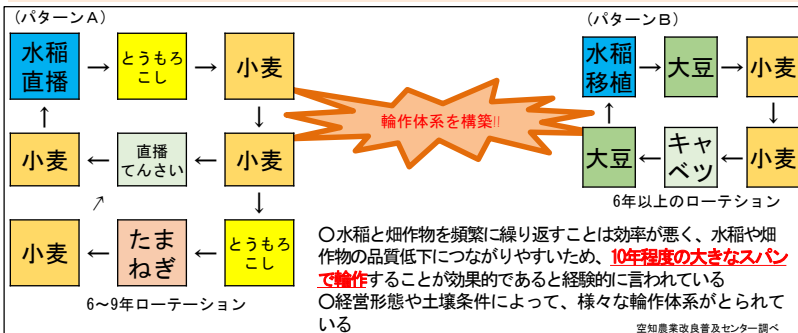 (パターンA)
水稲
直播
→
とうもろ
こし
→
小麦
↑
↓
小麦
←
直播
てんさい
←
小麦
↗
↓
小麦
←
たま
ねぎ
←
とうもろ
こし
6～9年ローテーション
輪作体系を構築!!
(パターンB)
水稲
移植
→
大豆
→
小麦
↑
↓
大豆
←
キャ
ベツ
←
小麦
6年以上のローテション
〇水稲と畑作物を頻繁に繰り返すことは効率が悪く、水稲や畑
作物の品質低下につながりやすいため、10年程度の大きなスパン
で輪作することが効果的であると経験的に言われている
〇経営形態や土壌条件によって、様々な輪作体系がとられて
いる
空知農業改良普及センター調べ